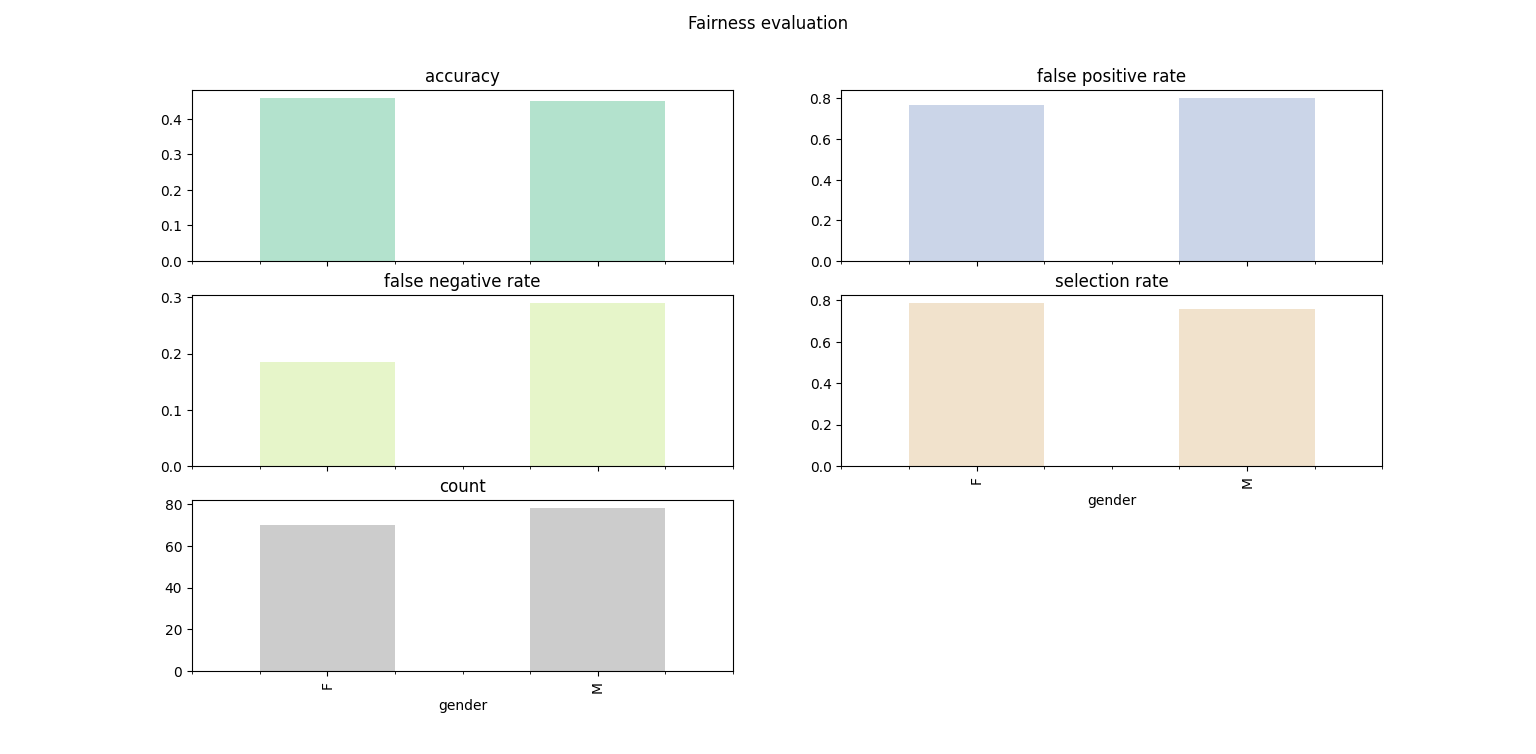 Fairness evaluation
accuracy
0.4
0.3
0.2
0.1
0.0
false positive rate
0.8
0.6
0.4
0.2
0.0
false negative rate
0.3
0.2
0.1
0.0
selection rate
0.8
0.6
0.4
0.2
0.0
F
M
gender
count
80
60
40
20
0
F
M
gender